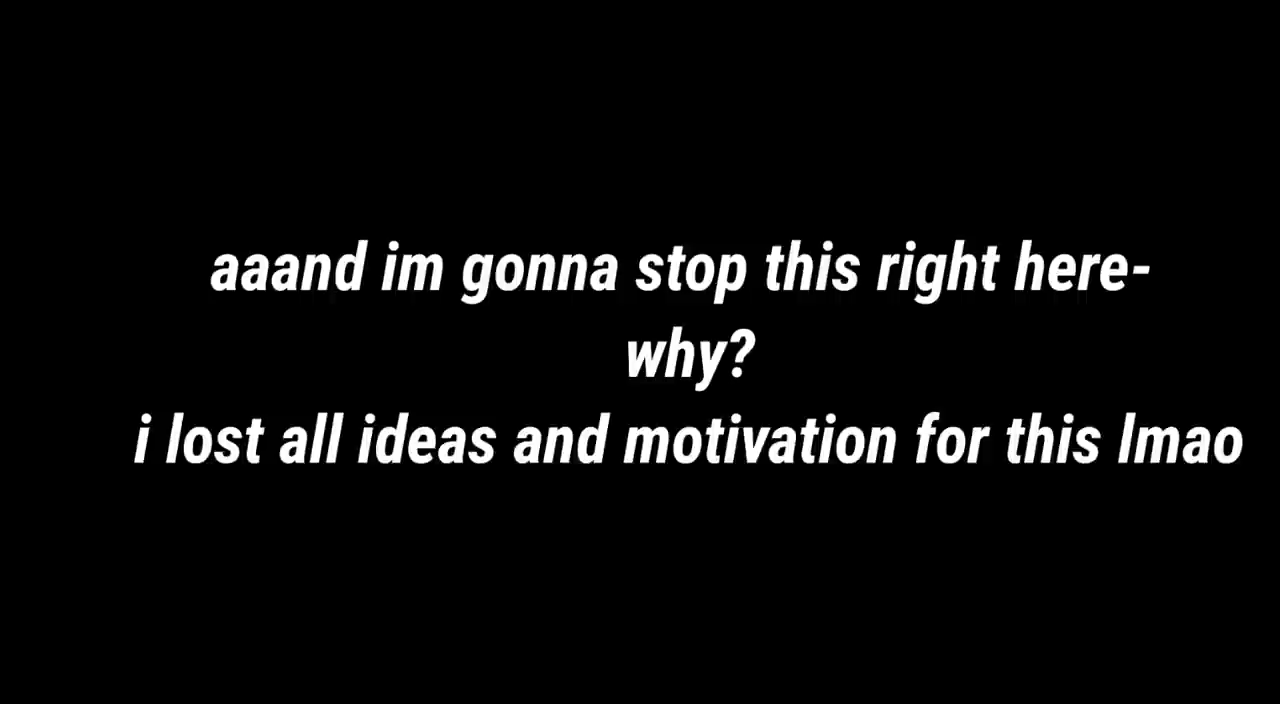 aaand im gonna stop this right here-
why?
i lost all ideas and motivation for this lmao